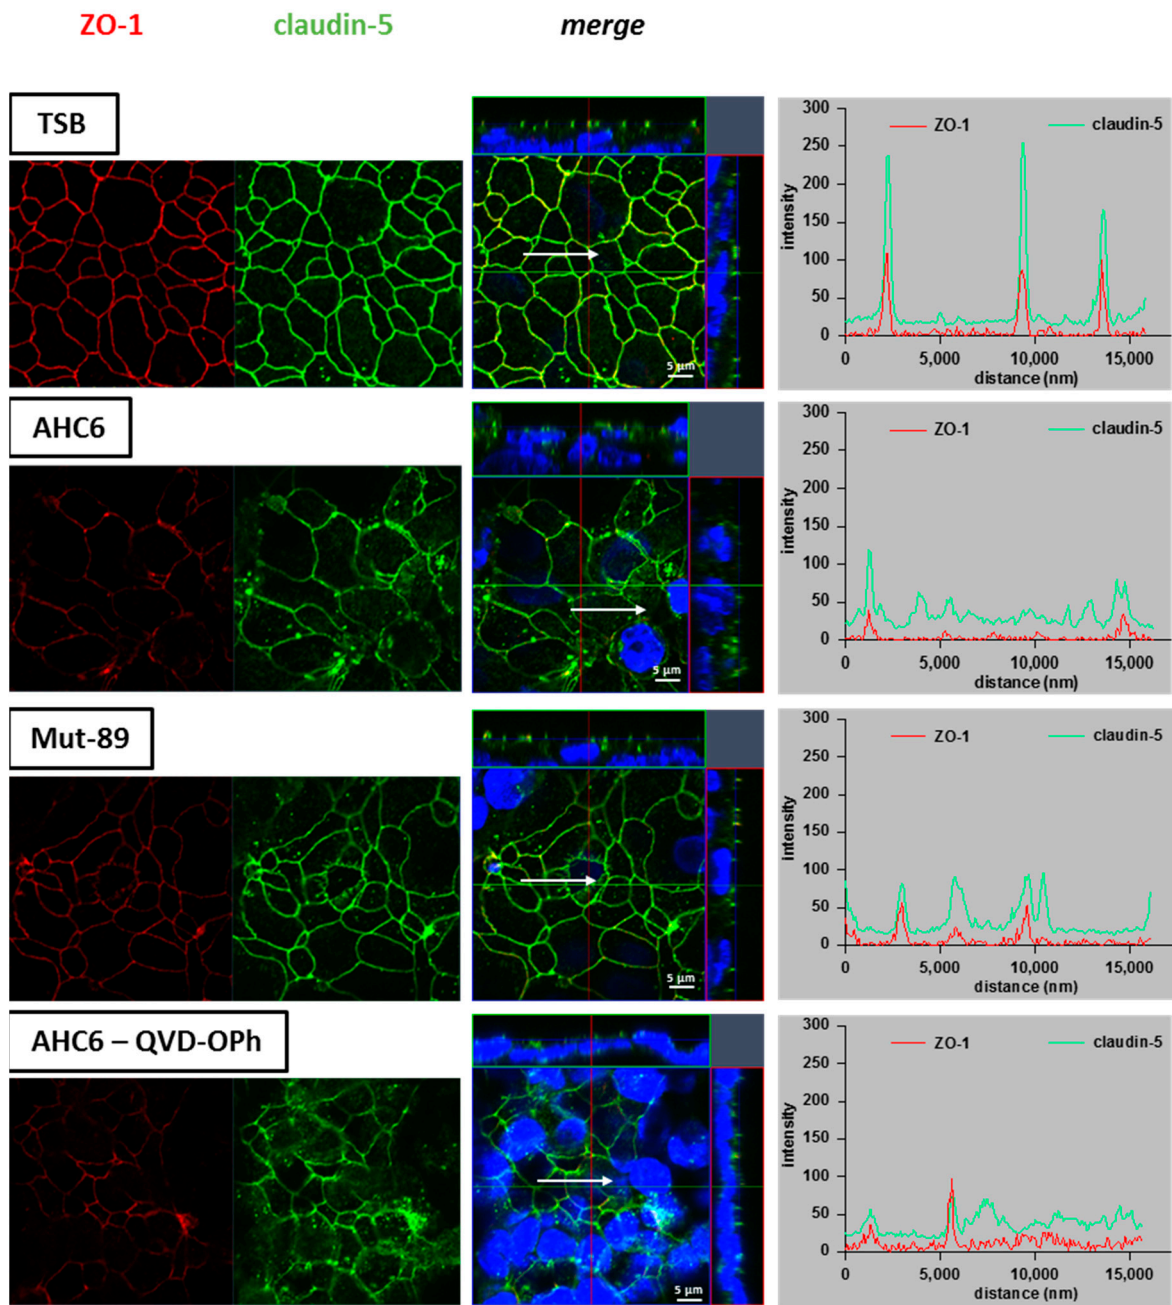 ZO-1 claudin-5 merge
TSB
5 µm
300
250
200
150
100
50
0
intensity
ZO-1 claudin-5
0 5,000 10,000 15,000
distance (nm)
AHC6
5 µm
300
250
200
150
100
50
0
intensity
ZO-1 claudin-5
0 5,000 10,000 15,000
distance (nm)
Mut-89
5 µm
300
250
200
150
100
50
0
intensity
ZO-1 claudin-5
0 5,000 10,000 15,000
distance (nm)
AHC6 – QVD-OPh
5 µm
300
250
200
150
100
50
0
intensity
ZO-1 claudin-5
0 5,000 10,000 15,000
distance (nm)